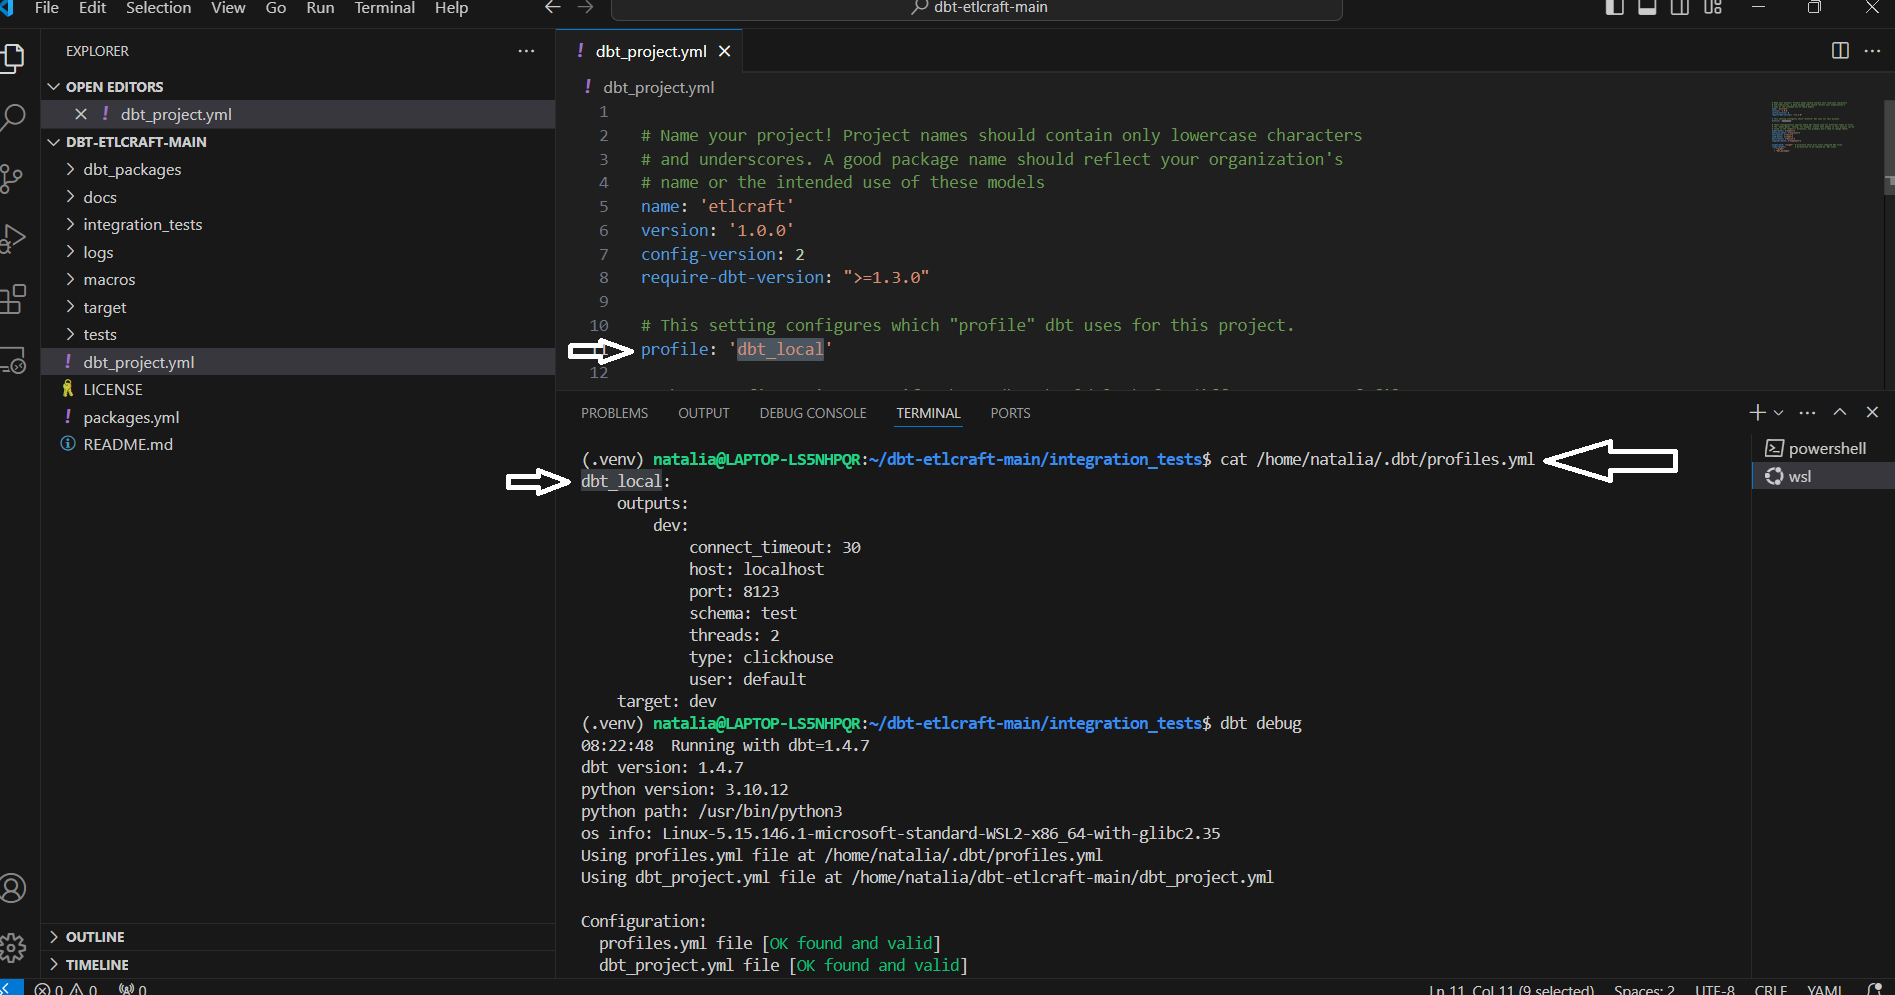 File Edit Selection View Go Run Terminal Help
dbt-etlcraft-main
EXPLORER
OPEN EDITORS
dbt_project.yml
DBT-ETLCRAFT-MAIN
dbt_packages
docs
integration_tests
logs
macros
target
tests
dbt_project.yml
LICENSE
packages.yml
README.md
OUTLINE
TIMELINE
dbt_project.yml
dbt_project.yml
1
2 # Name your project! Project names should contain only lowercase characters
3 # and underscores. A good package name should reflect your organization's
4 # name or the intended use of these models
5 name: 'etlcraft'
6 version: '1.0.0'
7 config-version: 2
8 require-dbt-version: ">=1.3.0"
9
10 # This setting configures which "profile" dbt uses for this project.
profile: 'dbt_local'
12
PROBLEMS OUTPUT DEBUG CONSOLE TERMINAL PORTS
(.venv) natalia@LAPTOP-LS5NHPQR:~/dbt-etlcraft-main/integration_tests$ cat /home/natalia/.dbt/profiles.yml
dbt_local:
outputs:
dev:
connect_timeout: 30
host: localhost
port: 8123
schema: test
threads: 2
type: clickhouse
user: default
target: dev
(.venv) natalia@LAPTOP-LS5NHPQR:~/dbt-etlcraft-main/integration_tests$ dbt debug
08:22:48 Running with dbt=1.4.7
dbt version: 1.4.7
python version: 3.10.12
python path: /usr/bin/python3
os info: Linux-5.15.146.1-microsoft-standard-WSL2-x86_64-with-glibc2.35
Using profiles.yml file at /home/natalia/.dbt/profiles.yml
Using dbt_project.yml file at /home/natalia/dbt-etlcraft-main/dbt_project.yml
Configuration:
profiles.yml file [OK found and valid]
dbt_project.yml file [OK found and valid]
powershell
wsl
0 0 0
Ln 11, Col 11 (9 selected) Spaces: 2 UTF-8 CRLF YAML